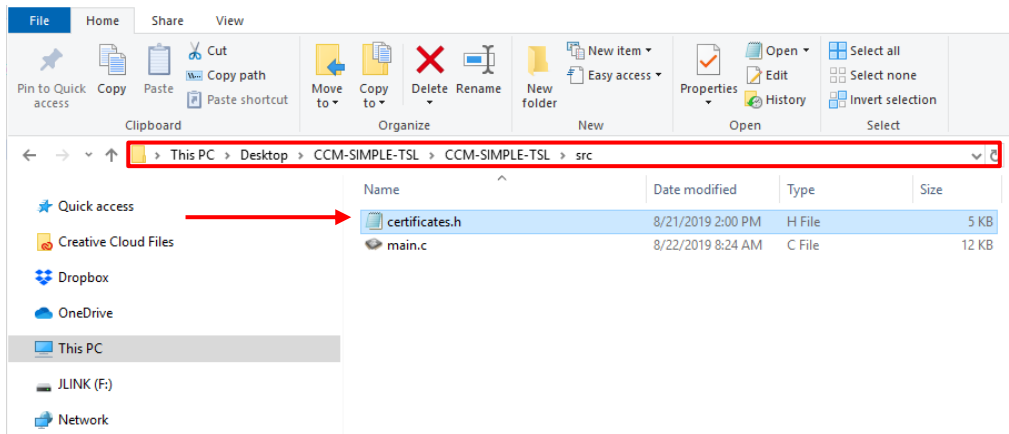 File Home Share View
Pin to Quick access
Copy
Paste
Cut
Copy path
Paste shortcut
Move to
Copy to
Delete
Rename
New folder
New item
Easy access
Properties
Open
Edit
History
Select all
Select none
Invert selection
Clipboard Organize New Open Select
This PC > Desktop > CCM-SIMPLE-TSL > CCM-SIMPLE-TSL > src
Name Date modified Type Size
certificates.h 8/21/2019 2:00 PM H File 5 KB
main.c 8/22/2019 8:24 AM C File 12 KB
Quick access
Creative Cloud Files
Dropbox
OneDrive
This PC
JLINK (F:)
Network